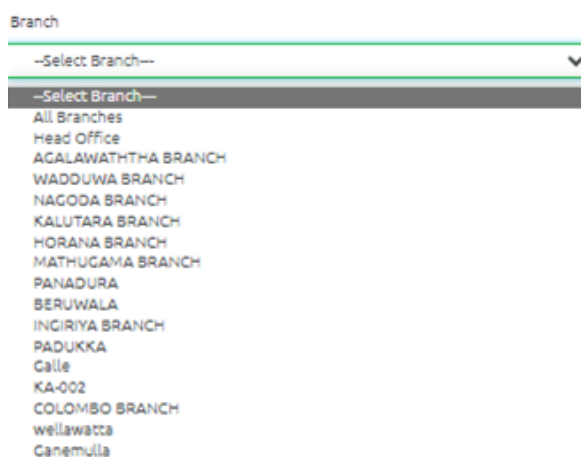 Branch
--Select Branch---
--Select Branch---
All Branches
Head Office
AGALAWATHTHA BRANCH
WADDUWA BRANCH
NAGODA BRANCH
KALUTARA BRANCH
HORANA BRANCH
MATHUGAMA BRANCH
PANADURA
BERUWALA
INGIRIYA BRANCH
PADUKKA
Galle
KA-002
COLOMBO BRANCH
wellawatta
Ganemulla